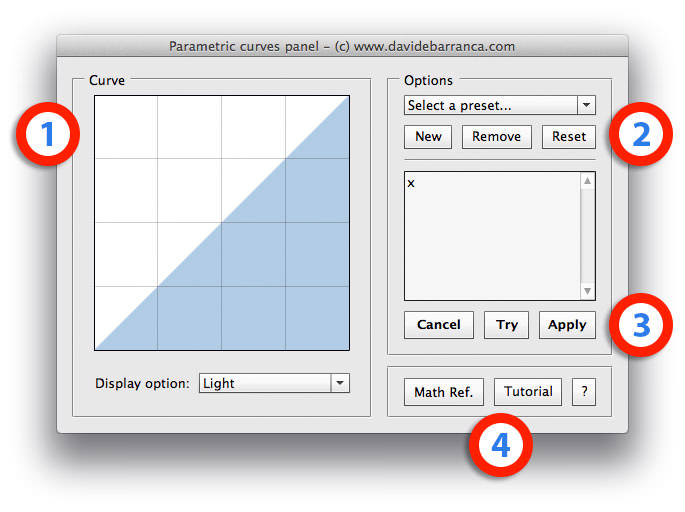 Parametric curves panel - (c) www.davidebarranca.com
Curve
1
Display option: Light
Options
Select a preset...
New Remove Reset
2
x
Cancel Try Apply
3
Math Ref. Tutorial ?
4